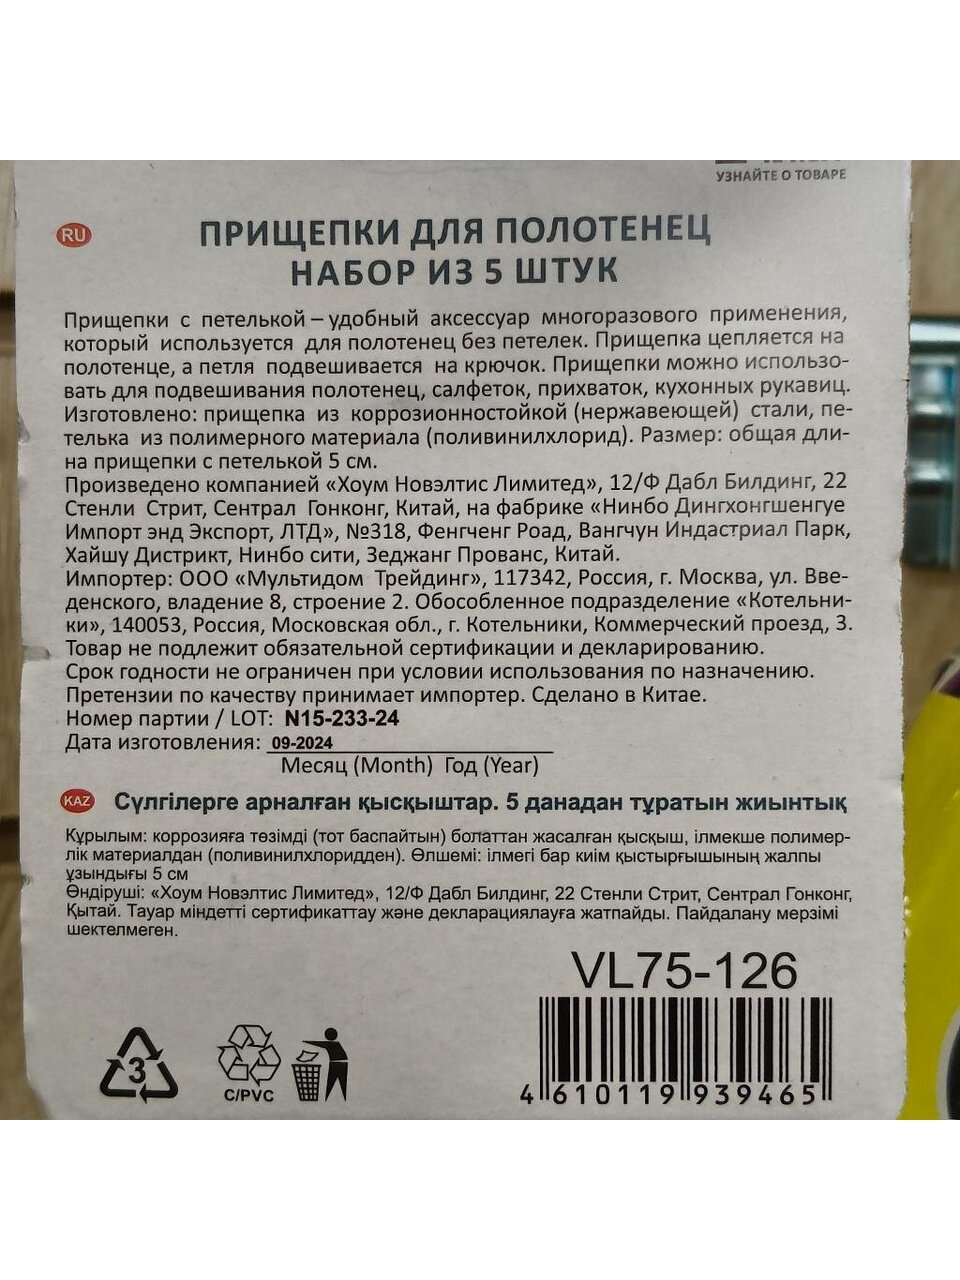 УЗНАЙТЕ О ТОВАРЕ
RU
ПРИЩЕПКИ ДЛЯ ПОЛОТЕНЕЦ
НАБОР ИЗ 5 ШТУК
Прищепки с петелькой – удобный аксессуар многоразового применения,
который используется для полотенец без петелек. Прищепка цепляется на
полотенце, а петля подвешивается на крючок. Прищепки можно использо-
вать для подвешивания полотенец, салфеток, прихваток, кухонных рукавиц.
Изготовлено: прищепка из коррозионностойкой (нержавеющей) стали, пе-
телька из полимерного материала (поливинилхлорид). Размер: общая дли-
на прищепки с петелькой 5 см.
Произведено компанией «Хоум Новэлтис Лимитед», 12/Ф Дабл Билдинг, 22
Стенли Стрит, Сентрал Гонконг, Китай, на фабрике «Нинбо Дингхонгшенгуе
Импорт энд Экспорт, ЛТД», №318, Фенгченг Роад, Вангчун Индастриал Парк,
Хайшу Дистрикт, Нинбо сити, Зеджанг Прованс, Китай.
Импортер: ООО «Мультидом Трейдинг», 117342, Россия, г. Москва, ул. Вве-
денского, владение 8, строение 2. Обособленное подразделение «Котельни-
ки», 140053, Россия, Московская обл., г. Котельники, Коммерческий проезд, 3.
Товар не подлежит обязательной сертификации и декларированию.
Срок годности не ограничен при условии использования по назначению.
Претензии по качеству принимает импортер. Сделано в Китае.
Номер партии / LOT: N15-233-24
Дата изготовления: 09-2024
Месяц (Month) Год (Year)
KAZ Сүлгілерге арналған қысқыштар. 5 данадан тұратын жиынтық
Құрылым: коррозияға төзімді (тот баспайтын) болаттан жасалған қысқыш, ілмекше полимер-
лік материалдан (поливинилхлоридден). Өлшемі: ілмегі бар киім қыстырғышының жалпы
ұзындығы 5 см
Өндіруші: «Хоум Новэлтис Лимитед», 12/Ф Дабл Билдинг, 22 Стенли Стрит, Сентрал Гонконг,
Қытай. Тауар міндетті сертификаттау және декларациялауға жатпайды. Пайдалану мерзімі
шектелмеген.
VL75-126
3
C/PVC
4 610119 939465